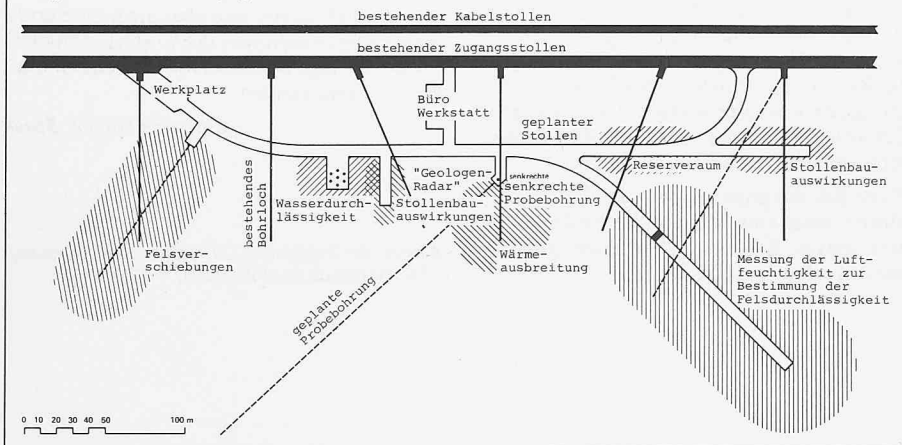 bestehender Kabelstollen
bestehender Zugangsstollen
Werkplatz
Büro
Werkstatt
geplanter
Stollen
Reserveraum
Stollenbau-
auswirkungen
bestehendes
Bohrloch
Wasserdurch-
lässigkeit
"Geologen-
Radar"
Stollenbau-
auswirkungen
senkrechte
senkrechte
Probebohrung
Felsver-
schiebungen
Wärme-
ausbreitung
Messung der Luft-
feuchtigkeit zur
Bestimmung der
Felsdurchlässigkeit
geplante
Probebohrung
0 10 20 30 40 50 100 m